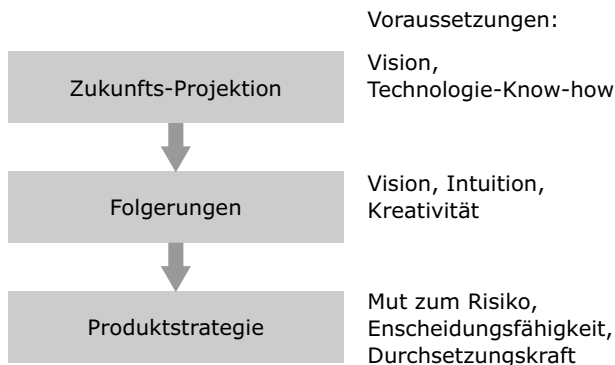 Voraussetzungen:
Zukunfts-Projektion
Vision,
Technologie-Know-how
Folgerungen
Vision, Intuition,
Kreativität
Produktstrategie
Mut zum Risiko,
Enscheidungsfähigkeit,
Durchsetzungskraft